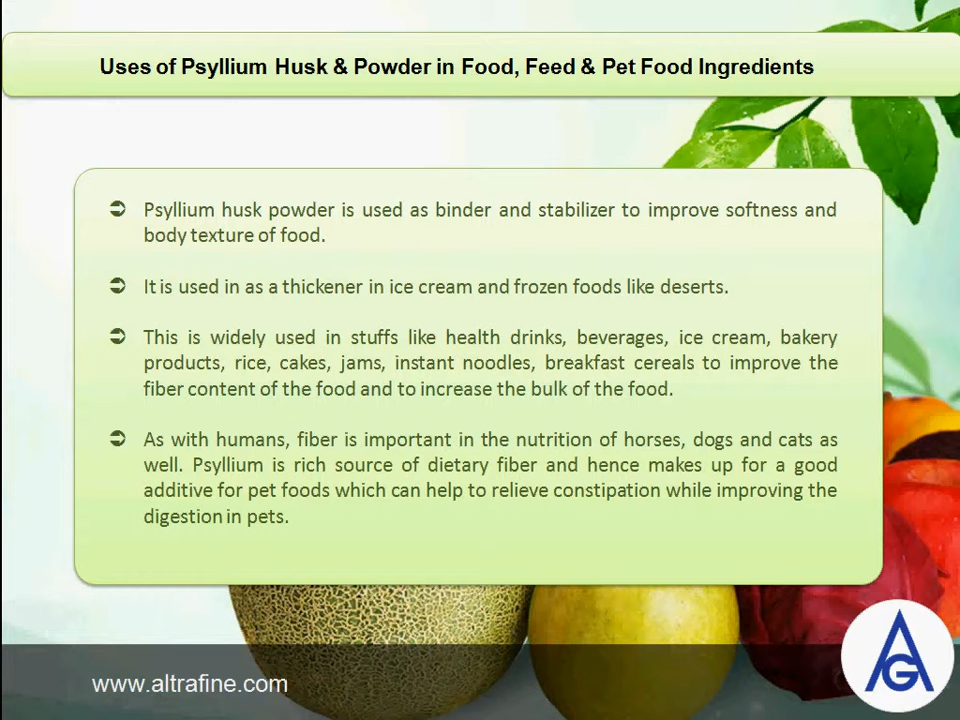 Uses of Psyllium Husk & Powder in Food, Feed & Pet Food Ingredients
Psyllium husk powder is used as binder and stabilizer to improve softness and
body texture of food.
It is used in as a thickener in ice cream and frozen foods like deserts.
This is widely used in stuffs like health drinks, beverages, ice cream, bakery
products, rice, cakes, jams, instant noodles, breakfast cereals to improve the
fiber content of the food and to increase the bulk of the food.
As with humans, fiber is important in the nutrition of horses, dogs and cats as
well. Psyllium is rich source of dietary fiber and hence makes up for a good
additive for pet foods which can help to relieve constipation while improving the
digestion in pets.
www.altrafine.com
AG